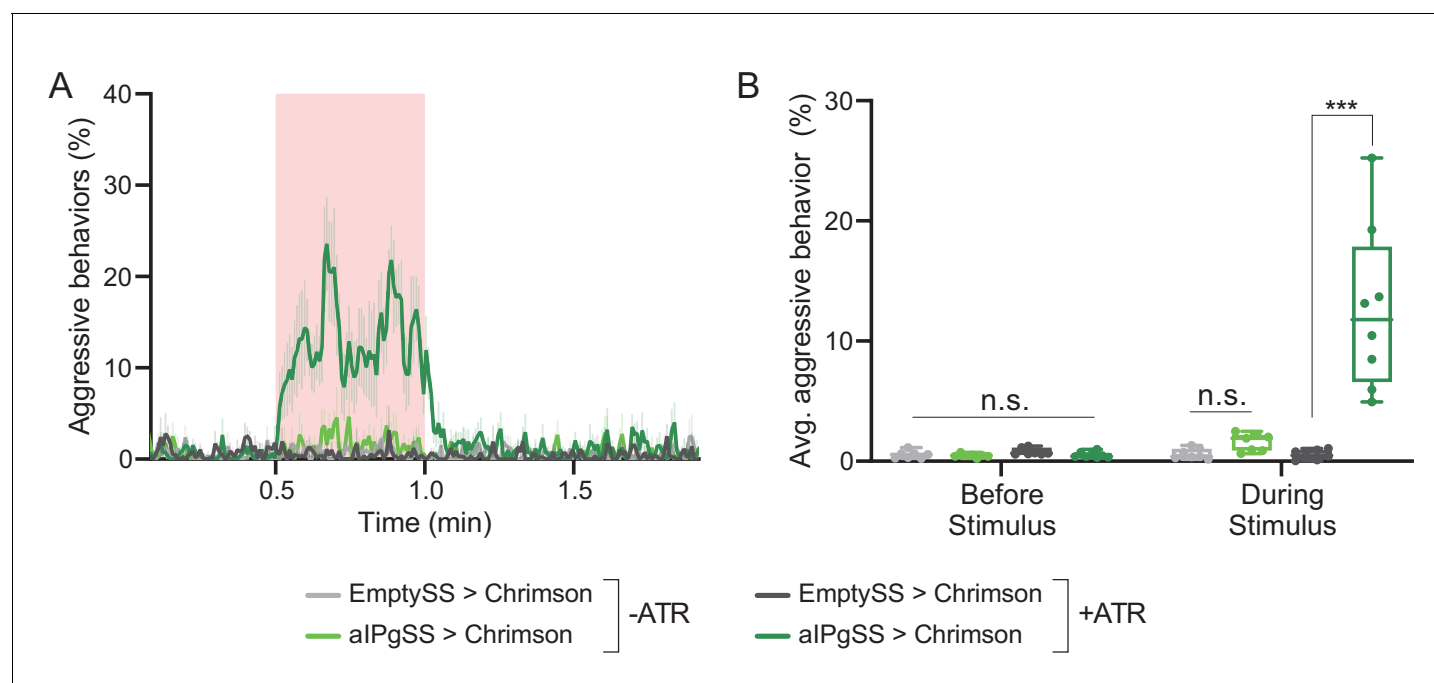 A
Aggressive behaviors (%)
40
30
20
10
0
0.5
1.0
1.5
Time (min)
B
Avg. aggressive behavior (%)
30
20
10
0
n.s.
n.s.
***
Before
Stimulus
During
Stimulus
EmptySS > Chrimson
aIPgSS > Chrimson
-ATR
EmptySS > Chrimson
aIPgSS > Chrimson
+ATR